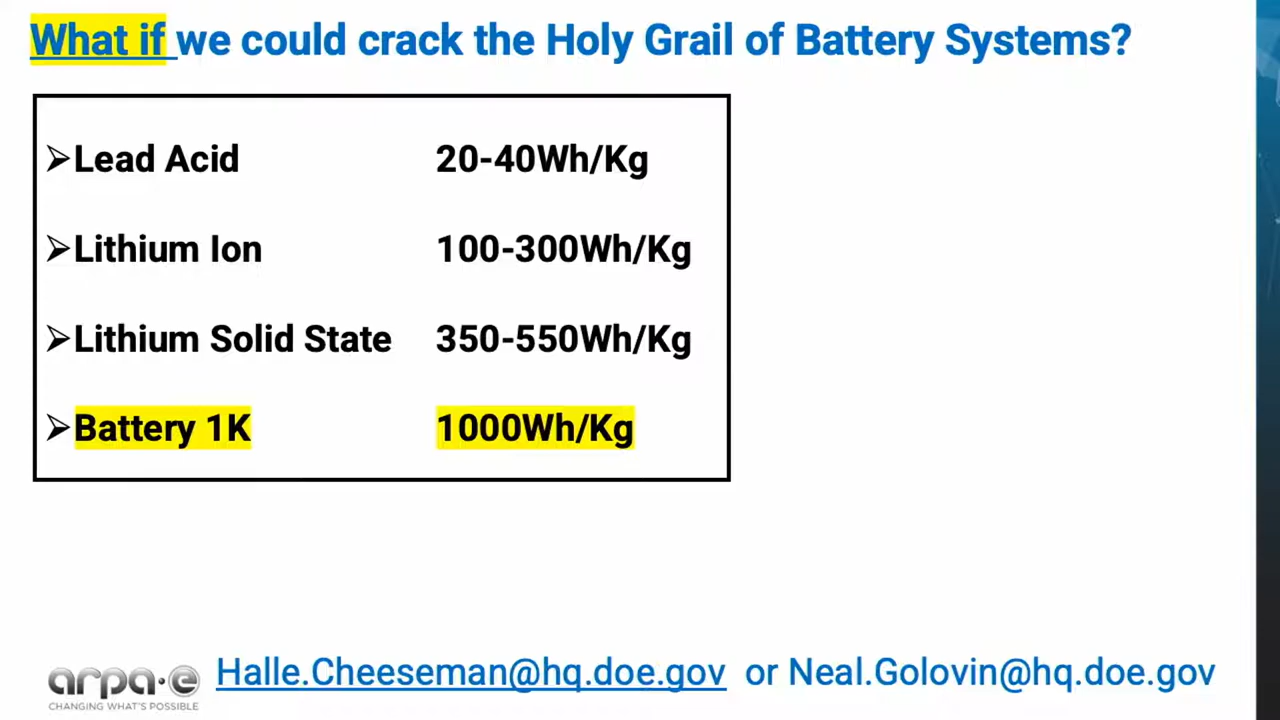 What if we could crack the Holy Grail of Battery Systems?
➢Lead Acid 20-40Wh/Kg
➢Lithium Ion 100-300Wh/Kg
➢Lithium Solid State 350-550Wh/Kg
➢Battery 1K 1000Wh/Kg
arpa·e
CHANGING WHAT'S POSSIBLE
Halle.Cheeseman@hq.doe.gov or Neal.Golovin@hq.doe.gov